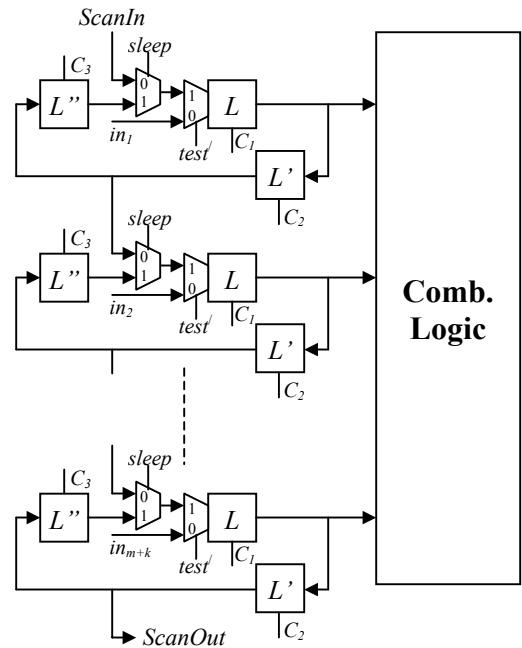 ScanIn
sleep
C3
0
1
L’’
1
0
L
in1
C1
test/
L’
C2
sleep
C3
0
1
L’’
1
0
L
in2
C1
test/
L’
C2
Comb.
Logic
sleep
C3
0
1
L’’
1
0
L
inm+k
C1
test/
L’
C2
ScanOut